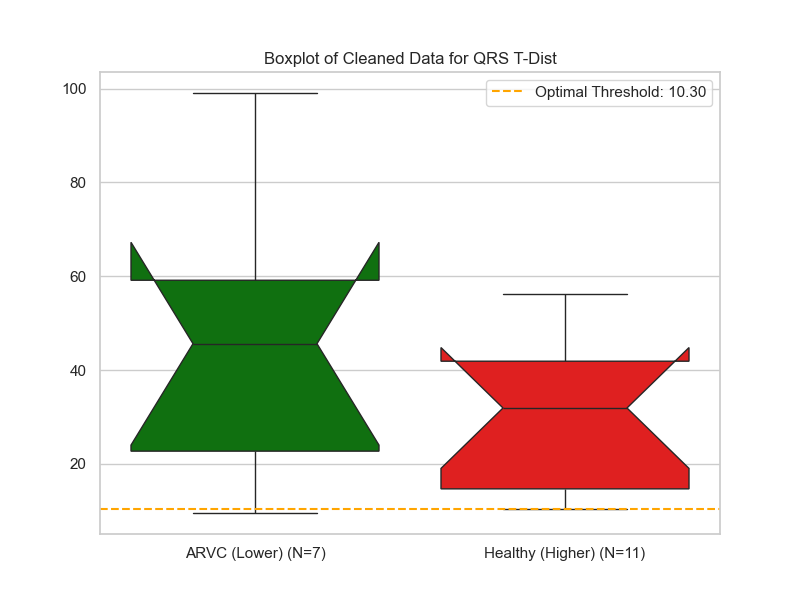 Boxplot of Cleaned Data for QRS T-Dist
Optimal Threshold: 10.30
100
80
60
40
20
ARVC (Lower) (N=7)
Healthy (Higher) (N=11)